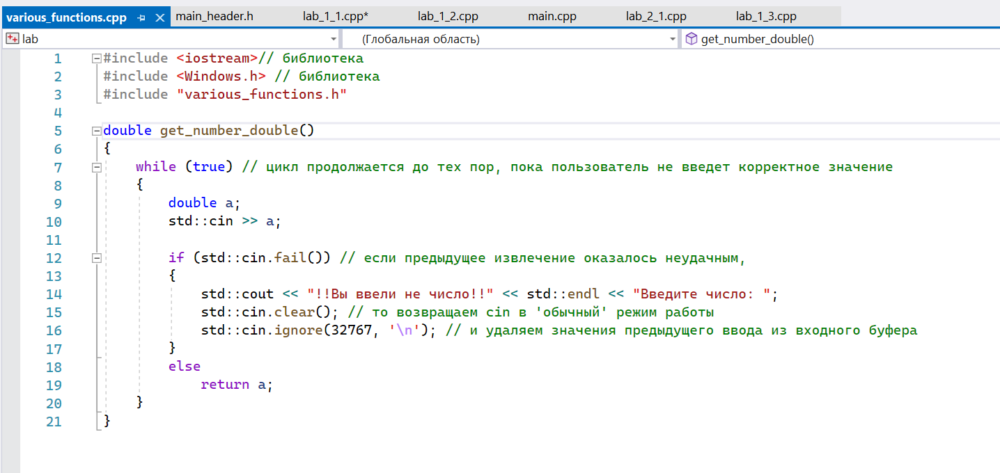 various_functions.cpp main_header.h lab_1_1.cpp* lab_1_2.cpp main.cpp lab_2_1.cpp lab_1_3.cpp
lab (Глобальная область) get_number_double()
1 #include <iostream>// библиотека
2 #include <Windows.h> // библиотека
3 #include "various_functions.h"
4
5 double get_number_double()
6 {
7 while (true) // цикл продолжается до тех пор, пока пользователь не введет корректное значение
8 {
9 double a;
10 std::cin >> a;
11
12 if (std::cin.fail()) // если предыдущее извлечение оказалось неудачным,
13 {
14 std::cout << "!!Вы ввели не число!!" << std::endl << "Введите число: ";
15 std::cin.clear(); // то возвращаем cin в 'обычный' режим работы
16 std::cin.ignore(32767, '\n'); // и удаляем значения предыдущего ввода из входного буфера
17 }
18 else
19 return a;
20 }
21 }